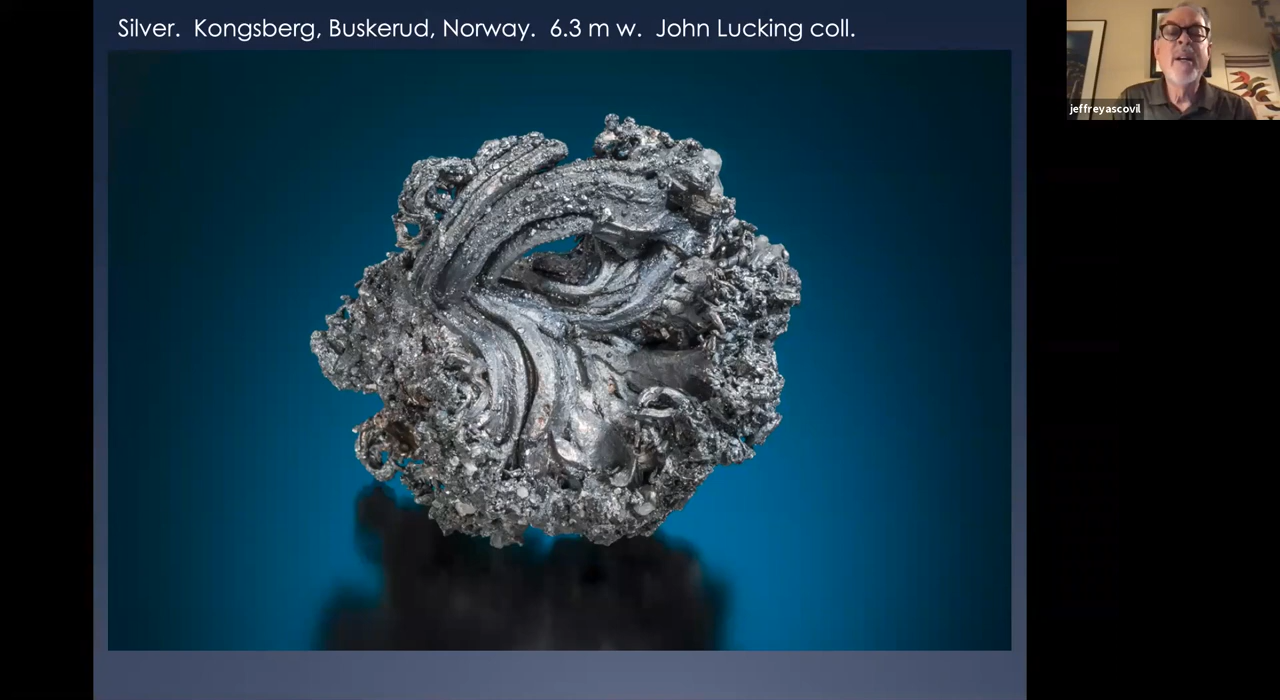 Silver. Kongsberg, Buskerud, Norway. 6.3 m w. John Lucking coll.
jeffreyascovil